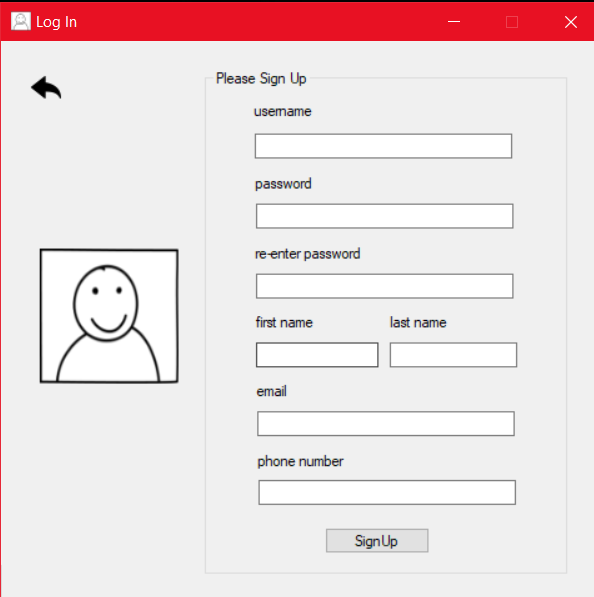 Log In
Please Sign Up
username
password
re-enter password
first name last name
email
phone number
SignUp